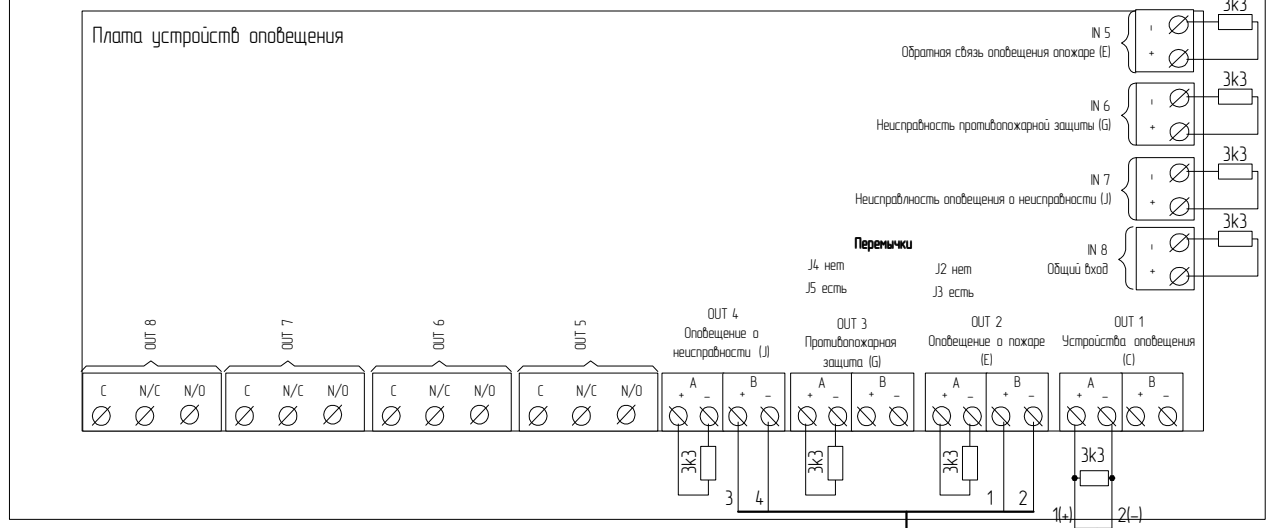 3k3
Плата устройств оповещения
IN 5
Обратная связь оповещения опожаре (E)
- +
3k3
IN 6
Неисправность противопожарной защиты (G)
- +
3k3
IN 7
Неисправлность оповещения о неисправности (J)
- +
3k3
IN 8
Общий вход
- +
Перемычки
J4 нет
J5 есть
J2 нет
J3 есть
OUT 8
OUT 7
OUT 6
OUT 5
OUT 4
Оповещение о
неисправности (J)
OUT 3
Противопожарная
защита (G)
OUT 2
Оповещение о пожаре
(E)
OUT 1
Устройства оповещения
(C)
C N/C N/O
C N/C N/O
C N/C N/O
C N/C N/O
A B
+ - + -
A B
+ - + -
A B
+ - + -
A B
+ - + -
3k3
3 4
3k3
3k3
1 2
3k3
1(+) 2(-)